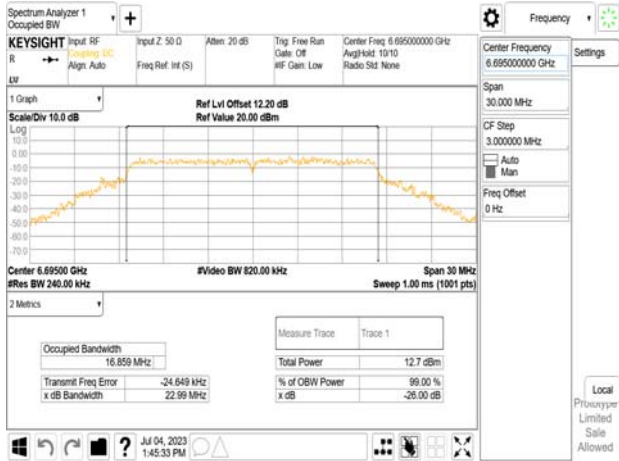 Spectrum Analyzer 1
Occupied BW
KEYSIGHT
R
Input: RF
Coupling: DC
Align: Auto
Input Z: 50 Ω
Freq Ref: Int (S)
Atten: 20 dB
Trig: Free Run
Gate: Off
#IF Gain: Low
Center Freq: 6.695000000 GHz
Avg|Hold: 10/10
Radio Std: None
1 Graph
Scale/Div 10.0 dB
Ref Lvl Offset 12.20 dB
Ref Value 20.00 dBm
Log
10.0
0.00
-10.0
-20.0
-30.0
-40.0
-50.0
-60.0
-70.0
Center 6.69500 GHz
#Res BW 240.00 kHz
#Video BW 820.00 kHz
Span 30 MHz
Sweep 1.00 ms (1001 pts)
2 Metrics
Occupied Bandwidth
16.859 MHz
Transmit Freq Error -24.649 kHz
x dB Bandwidth 22.99 MHz
Measure Trace Trace 1
Total Power 12.7 dBm
% of OBW Power 99.00 %
x dB -26.00 dB
Jul 04, 2023
1:45:33 PM
Frequency
Center Frequency
6.695000000 GHz
Settings
Span
30.000 MHz
CF Step
3.000000 MHz
Auto
Man
Freq Offset
0 Hz
Local
Prototype
Limited
Sale
Allowed